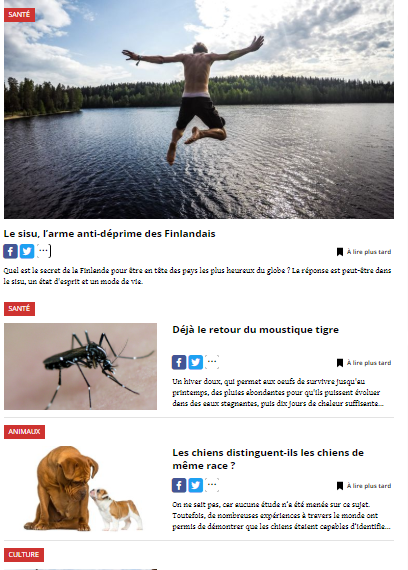 SANTÉ
Le sisu, l'arme anti-déprime des Finlandais
À lire plus tard
Quel est le secret de la Finlande pour être en tête des pays les plus heureux du globe ? La réponse est peut-être dans
le sisu, un état d'esprit et un mode de vie.
SANTÉ
Déjà le retour du moustique tigre
À lire plus tard
Un hiver doux, qui permet aux oeufs de survivre jusqu'au
printemps, des pluies abondantes pour qu'ils puissent évoluer
dans des eaux stagnantes, puis dix jours de chaleur suffisante...
ANIMAUX
Les chiens distinguent-ils les chiens de
même race ?
À lire plus tard
On ne sait pas, car aucune étude n'a été menée sur ce sujet.
Toutefois, de nombreuses expériences à travers le monde ont
permis de démontrer que les chiens étaient capables d'identifie...
CULTURE